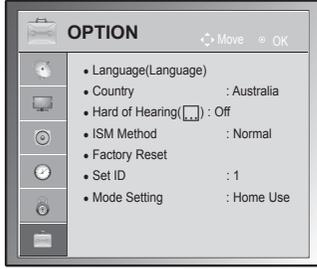 OPTION
Move OK
• Language(Language)
• Country : Australia
• Hard of Hearing( ) : Off
• ISM Method : Normal
• Factory Reset
• Set ID : 1
• Mode Setting : Home Use